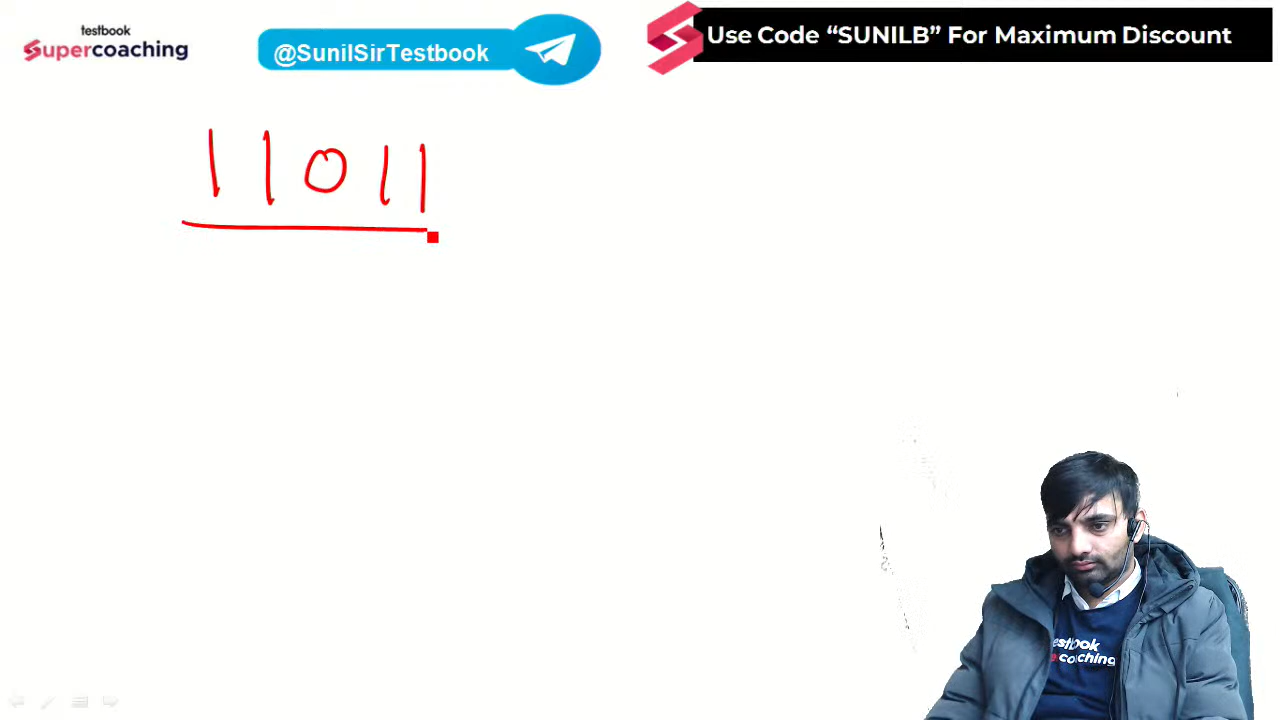 testbook
Supercoaching
@SunilSirTestbook
Use Code “SUNILB” For Maximum Discount
11011
testbook
coaching